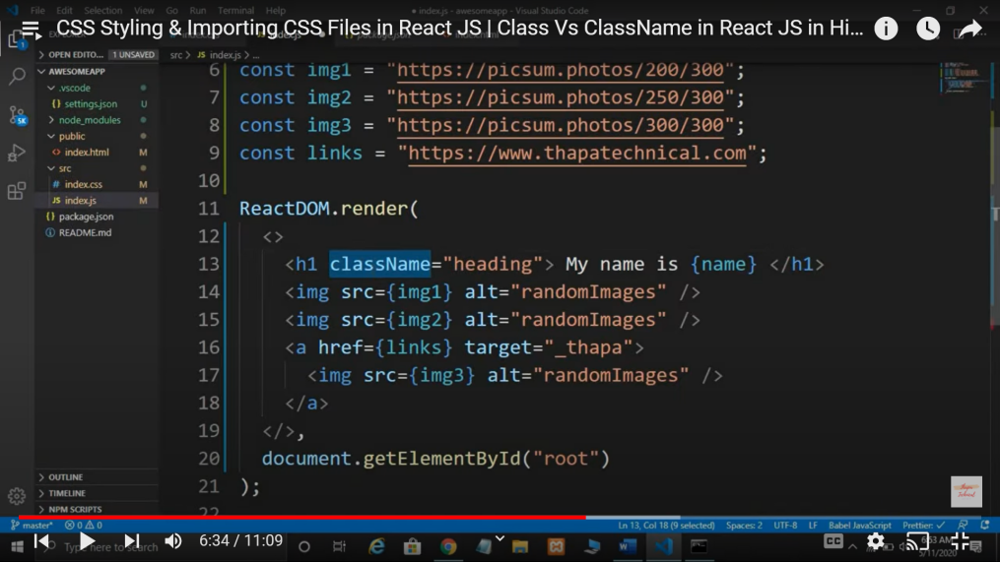 File Edit Selection View Go Run Terminal Help
● index.js - awesomeapp - Visual Studio Code
CSS Styling & Importing CSS Files in React JS | Class Vs ClassName in React JS in Hi...
OPEN EDITO... 1 UNSAVED
src > JS index.js > ...
AWESOMEAPP
.vscode
{} settings.json U
node_modules
public
<> index.html M
src
# index.css M
JS index.js M
{} package.json
README.md
OUTLINE
TIMELINE
NPM SCRIPTS
6 const img1 = "https://picsum.photos/200/300";
7 const img2 = "https://picsum.photos/250/300";
8 const img3 = "https://picsum.photos/300/300";
9 const links = "https://www.thapatechnical.com";
10
11 ReactDOM.render(
12 <>
13 <h1 className="heading"> My name is {name} </h1>
14 <img src={img1} alt="randomImages" />
15 <img src={img2} alt="randomImages" />
16 <a href={links} target="_thapa">
17 <img src={img3} alt="randomImages" />
18 </a>
19 </>,
20 document.getElementById("root")
21 );
22
master* 0 0 Ln 13, Col 18 (9 selected) Spaces: 2 UTF-8 LF Babel JavaScript Prettier: ✓
6:34 / 11:09
Type here to search
CC
5/11/2020